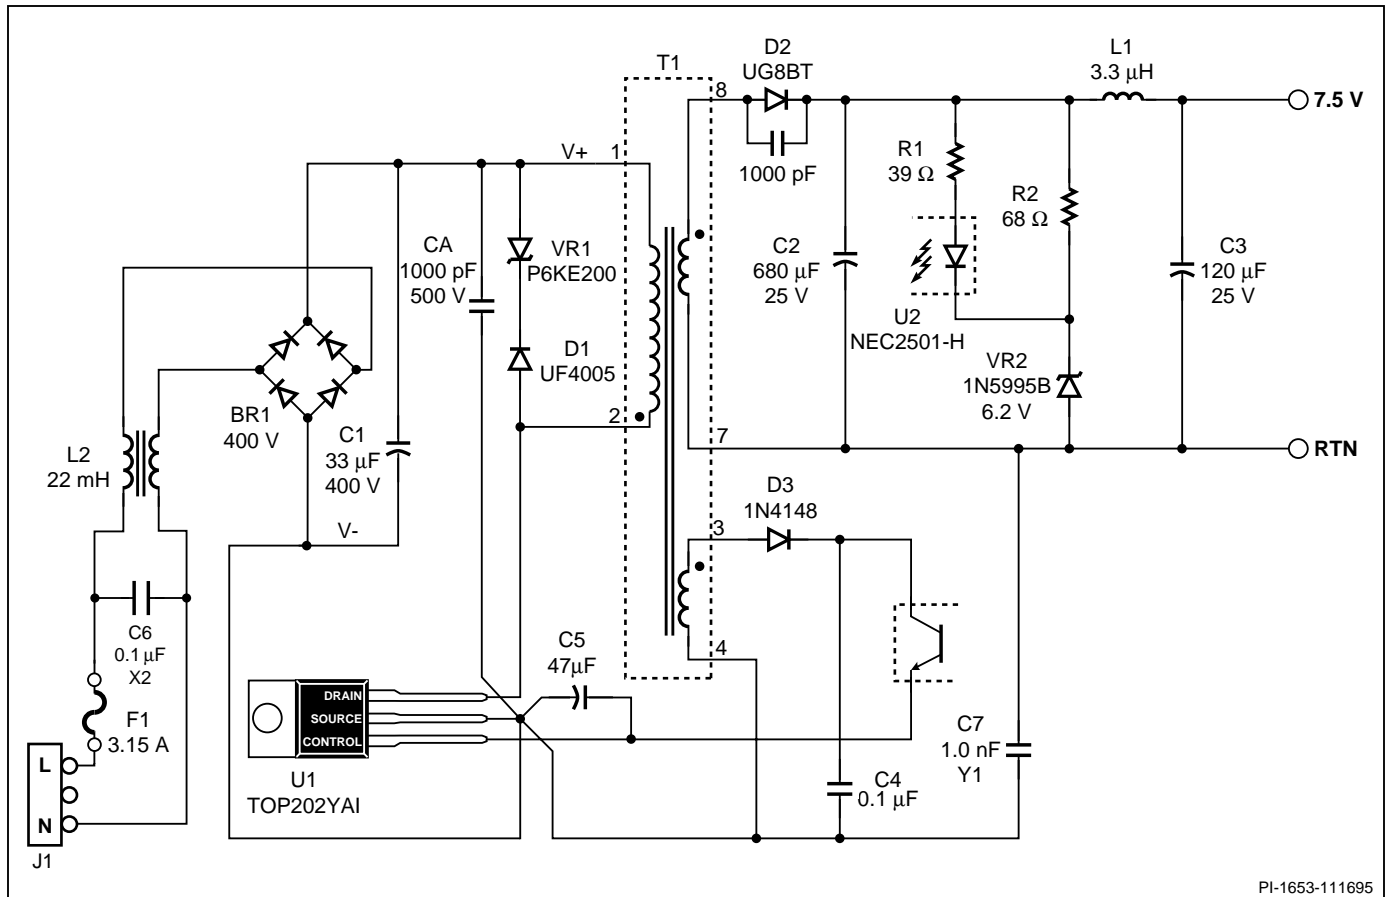 D2
UG8BT
L1
3.3 µH
T1
8
7.5 V
1000 pF
R1
39 Ω
R2
68 Ω
V+
1
CA
1000 pF
500 V
VR1
P6KE200
C2
680 µF
25 V
C3
120 µF
25 V
U2
NEC2501-H
D1
UF4005
VR2
1N5995B
6.2 V
BR1
400 V
2
C1
33 µF
400 V
7
RTN
L2
22 mH
V-
D3
1N4148
3
C6
0.1 µF
X2
C5
47µF
4
DRAIN
SOURCE
CONTROL
F1
3.15 A
C7
1.0 nF
Y1
L
N
J1
U1
TOP202YAI
C4
0.1 µF
PI-1653-111695